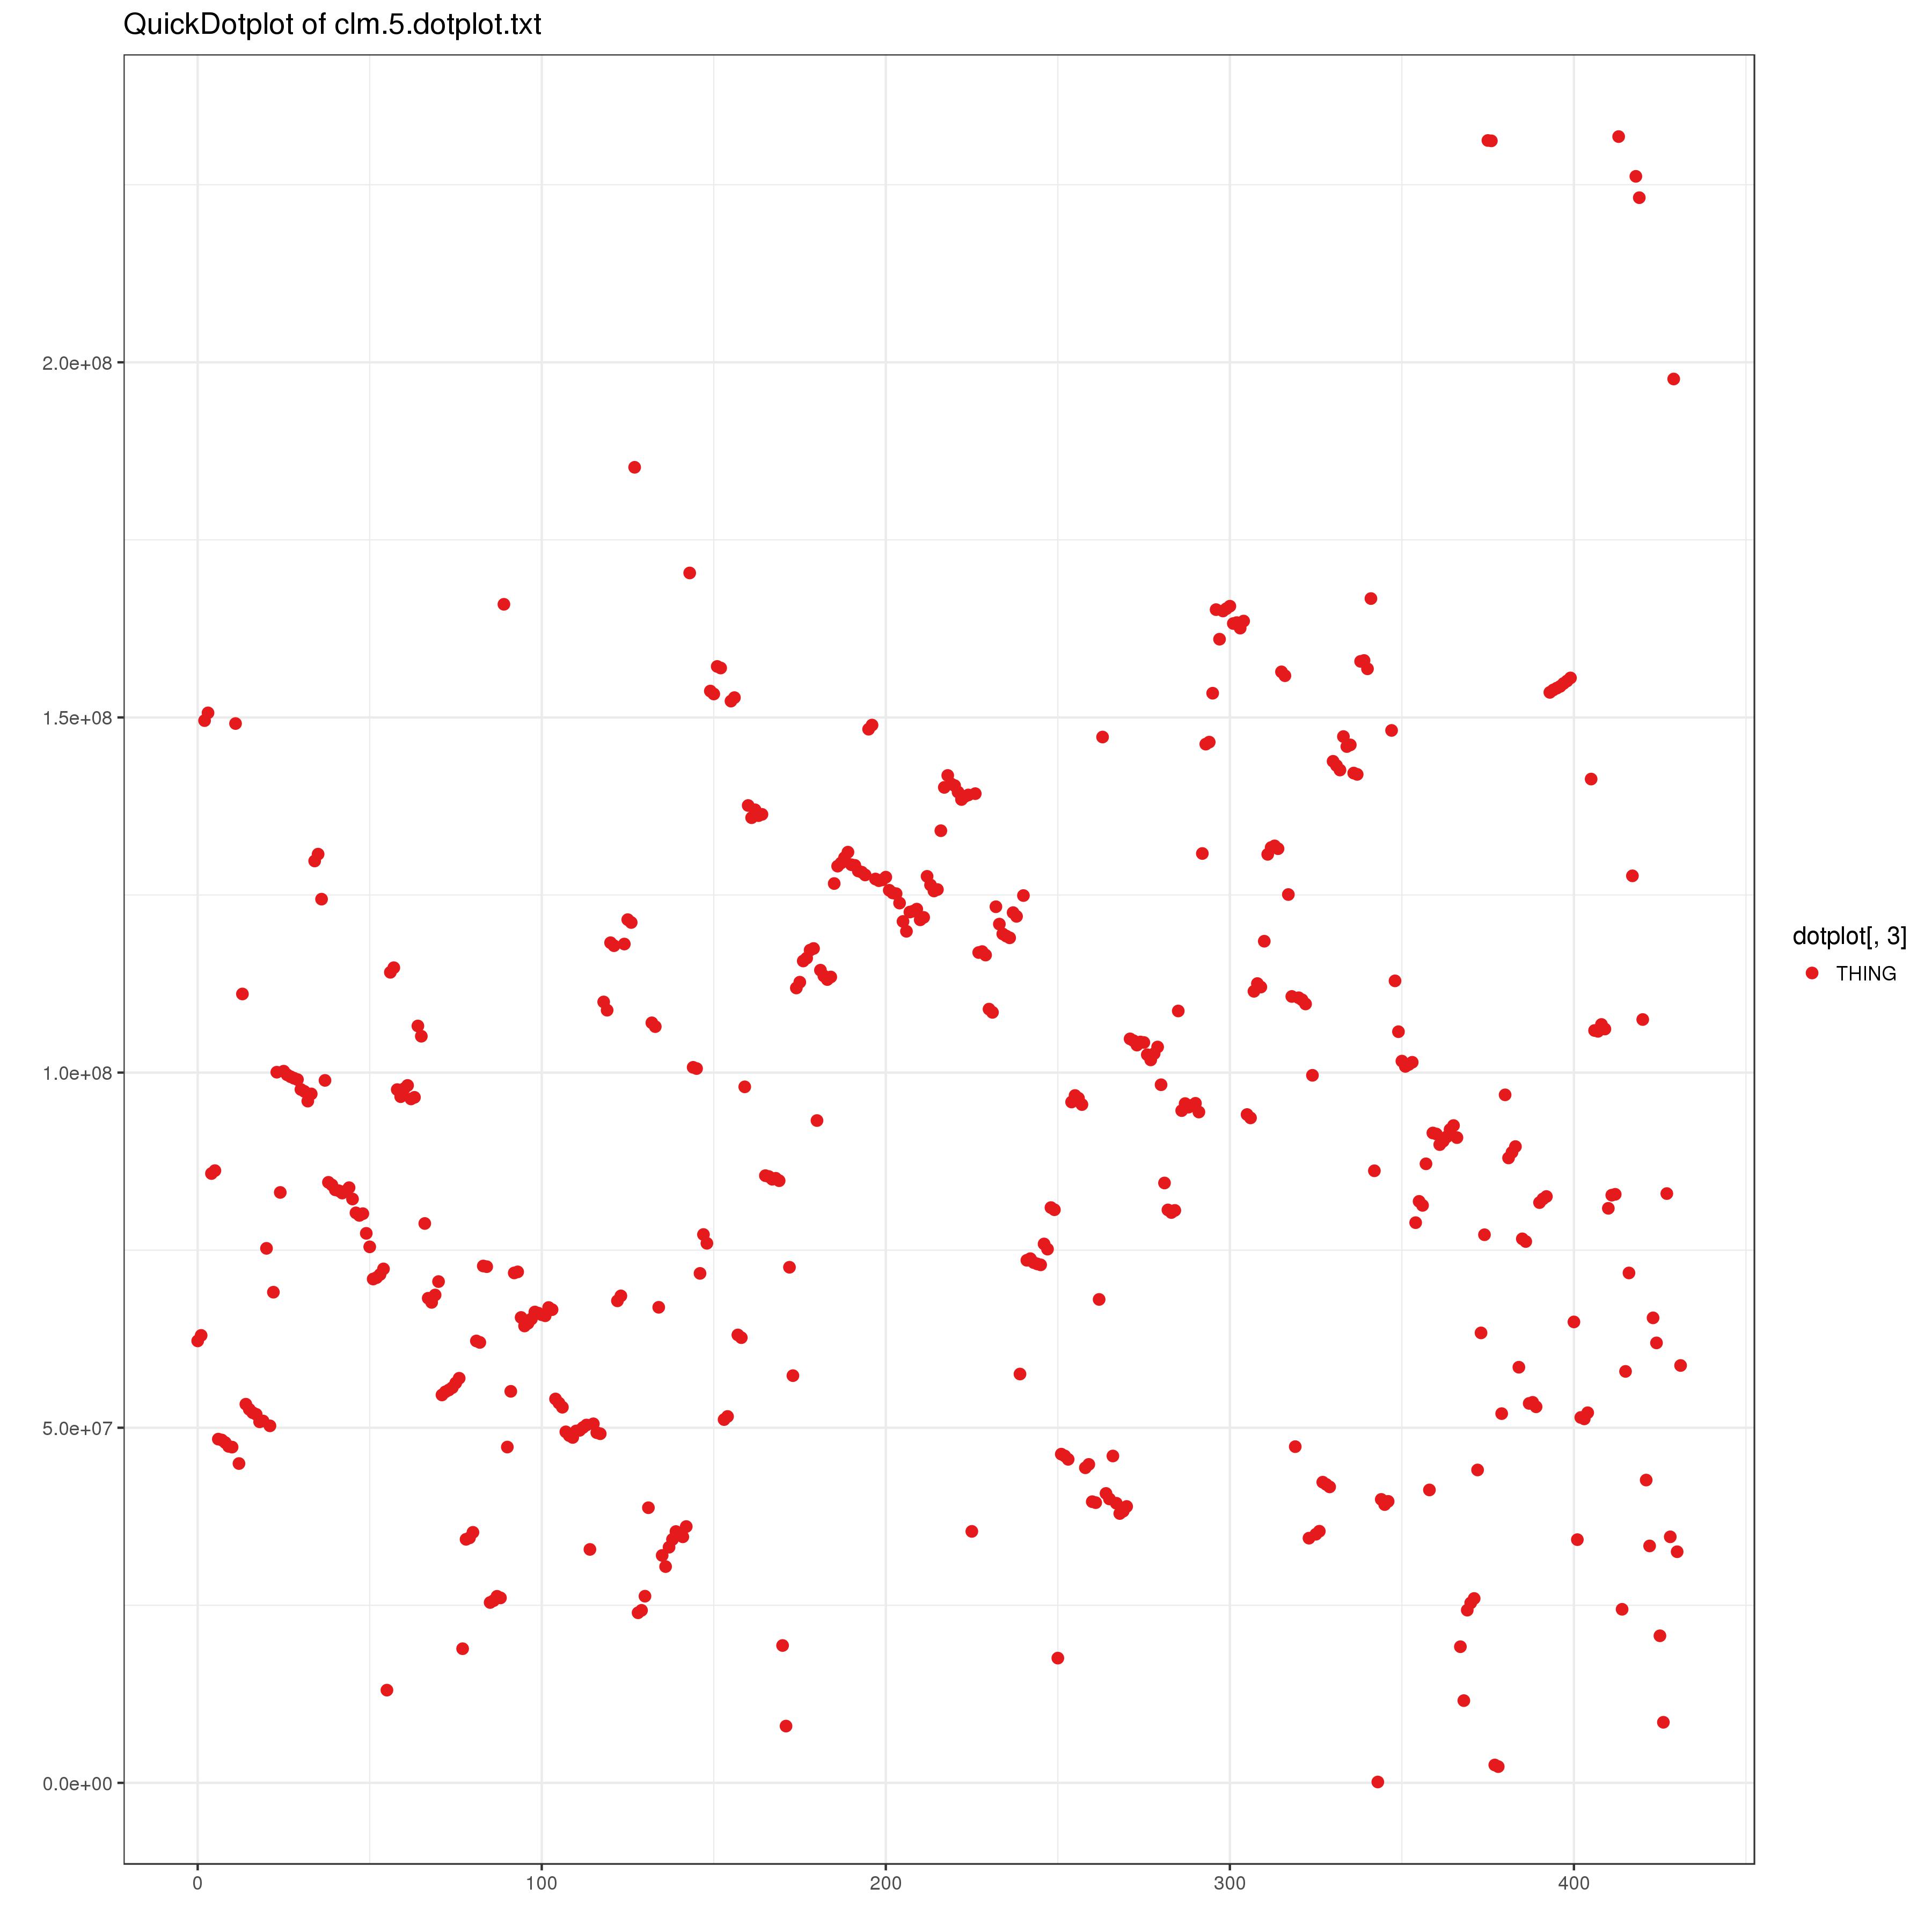 QuickDotplot of clm.5.dotplot.txt
2.0e+08
1.5e+08
1.0e+08
5.0e+07
0.0e+00
0
100
200
300
400
dotplot[, 3]
THING